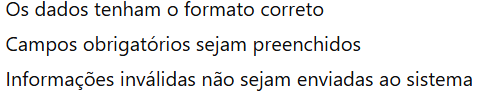 Os dados tenham o formato correto
Campos obrigatórios sejam preenchidos
Informações inválidas não sejam enviadas ao sistema